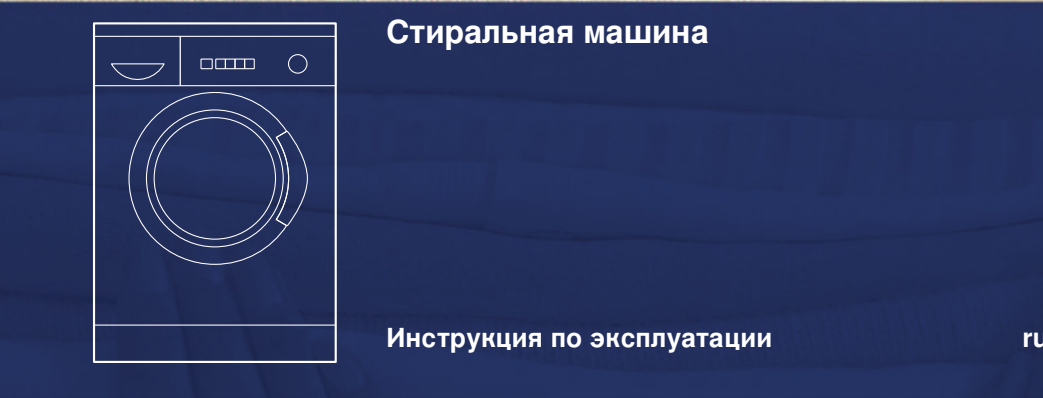 Стиральная машина
Инструкция по эксплуатации
ru